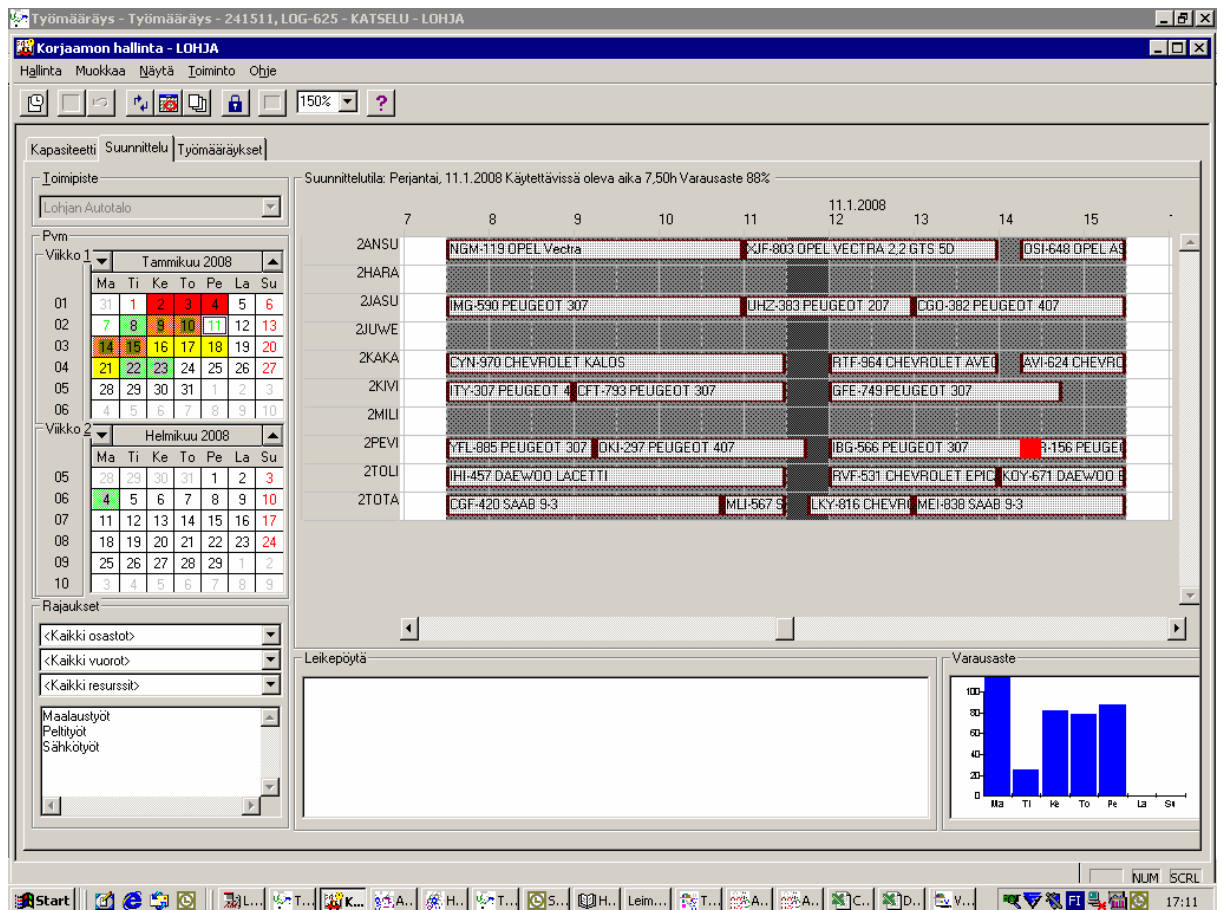 Työmääräys - Työmääräys - 241511, LOG-625 - KATSELU - LOHJA
Korjaamon hallinta - LOHJA
Hallinta Muokkaa Näytä Toiminto Ohje
150% ?
Kapasiteetti Suunnittelu Työmääräykset
Toimipiste
Lohjan Autotalo
Pvm
Viikko 1
Tammikuu 2008
Ma Ti Ke To Pe La Su
01 31 1 2 3 4 5 6
02 7 8 9 10 11 12 13
03 14 15 16 17 18 19 20
04 21 22 23 24 25 26 27
05 28 29 30 31 1 2 3
06 4 5 6 7 8 9 10
Viikko 2
Helmikuu 2008
Ma Ti Ke To Pe La Su
05 28 29 30 31 1 2 3
06 4 5 6 7 8 9 10
07 11 12 13 14 15 16 17
08 18 19 20 21 22 23 24
09 25 26 27 28 29 1 2
10 3 4 5 6 7 8 9
Rajaukset
<Kaikki osastot>
<Kaikki vuorot>
<Kaikki resurssit>
Maalaustyöt
Peltityöt
Sähkötyöt
Suunnittelutila: Perjantai, 11.1.2008 Käytettävissä oleva aika 7,50h Varausaste 88%
11.1.2008
7 8 9 10 11 12 13 14 15
2ANSU NGM-119 OPEL Vectra XJF-803 OPEL VECTRA 2,2 GTS 5D OSI-648 OPEL AS
2HARA
2JASU IMG-590 PEUGEOT 307 UHZ-383 PEUGEOT 207 CGO-382 PEUGEOT 407
2JUWE
2KAKA CYN-970 CHEVROLET KALOS RTF-964 CHEVROLET AVEO AVI-624 CHEVRO
2KIVI ITY-307 PEUGEOT 4 CFT-793 PEUGEOT 307 GFE-749 PEUGEOT 307
2MILI
2PEVI YFL-885 PEUGEOT 307 OKI-297 PEUGEOT 407 IBG-566 PEUGEOT 307 R-156 PEUGEO
2TOLI IHI-457 DAEWOO LACETTI RVF-531 CHEVROLET EPIC KOY-671 DAEWOO E
2TOTA CGF-420 SAAB 9-3 MLI-567 S LKY-816 CHEVR MEI-838 SAAB 9-3
Leikepöytä
Varausaste
100
80
60
40
20
0
Ma Ti Ke To Pe La Su
NUM SCRL
Start L... T... K... A... H... T... S... H... Leim... T... A... A... C... D... V... FI 17:11